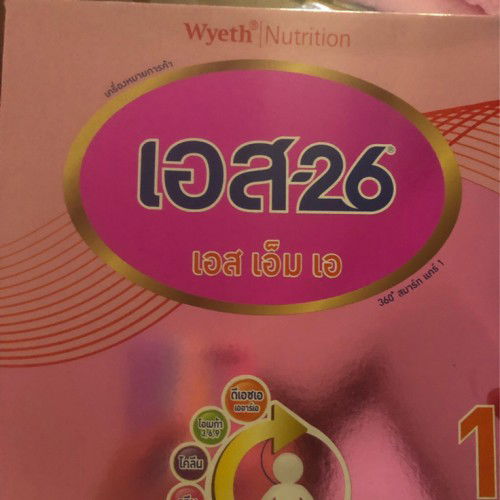 Wyeth® Nutrition
เครื่องหมายการค้า
เอส-26®
เอส เอ็ม เอ
360° สมาร์ท แคร์ 1
ดีเอชเอ
เออาร์เอ
โอเมก้า
3,6,9
โคลีน
1